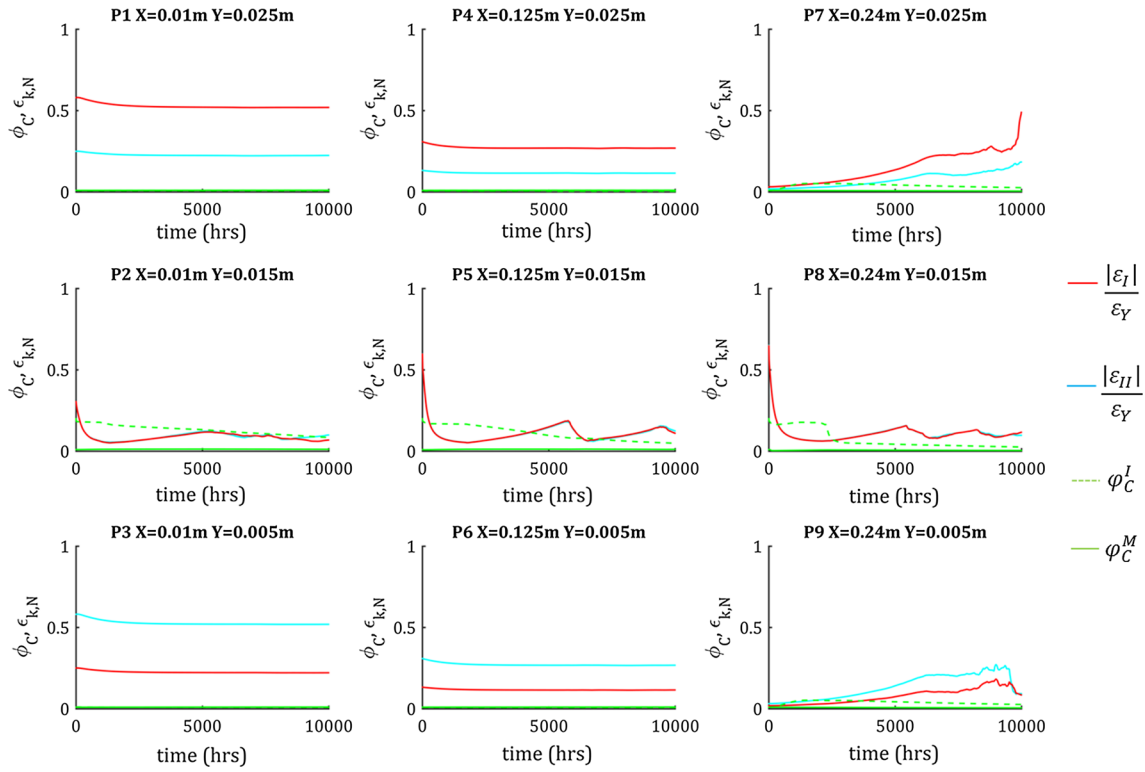 P1 X=0.01m Y=0.025m
1
0.5
0
ϕC, ϵk,N
0 5000 10000
time (hrs)
P4 X=0.125m Y=0.025m
1
0.5
0
ϕC, ϵk,N
0 5000 10000
time (hrs)
P7 X=0.24m Y=0.025m
1
0.5
0
ϕC, ϵk,N
0 5000 10000
time (hrs)
P2 X=0.01m Y=0.015m
1
0.5
0
ϕC, ϵk,N
0 5000 10000
time (hrs)
P5 X=0.125m Y=0.015m
1
0.5
0
ϕC, ϵk,N
0 5000 10000
time (hrs)
P8 X=0.24m Y=0.015m
1
0.5
0
ϕC, ϵk,N
0 5000 10000
time (hrs)
P3 X=0.01m Y=0.005m
1
0.5
0
ϕC, ϵk,N
0 5000 10000
time (hrs)
P6 X=0.125m Y=0.005m
1
0.5
0
ϕC, ϵk,N
0 5000 10000
time (hrs)
P9 X=0.24m Y=0.005m
1
0.5
0
ϕC, ϵk,N
0 5000 10000
time (hrs)
|εI|
εY
|εII|
εY
φCI
φCM